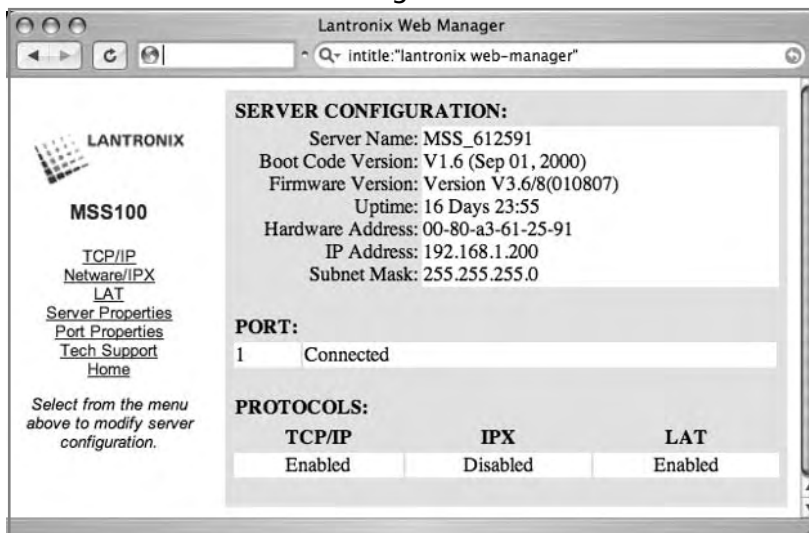 Lantronix Web Manager
intitle:"lantronix web-manager"
LANTRONIX
MSS100
TCP/IP
Netware/IPX
LAT
Server Properties
Port Properties
Tech Support
Home
Select from the menu
above to modify server
configuration.
SERVER CONFIGURATION:
Server Name: MSS_612591
Boot Code Version: V1.6 (Sep 01, 2000)
Firmware Version: Version V3.6/8(010807)
Uptime: 16 Days 23:55
Hardware Address: 00-80-a3-61-25-91
IP Address: 192.168.1.200
Subnet Mask: 255.255.255.0
PORT:
1 Connected
PROTOCOLS:
TCP/IP IPX LAT
Enabled Disabled Enabled